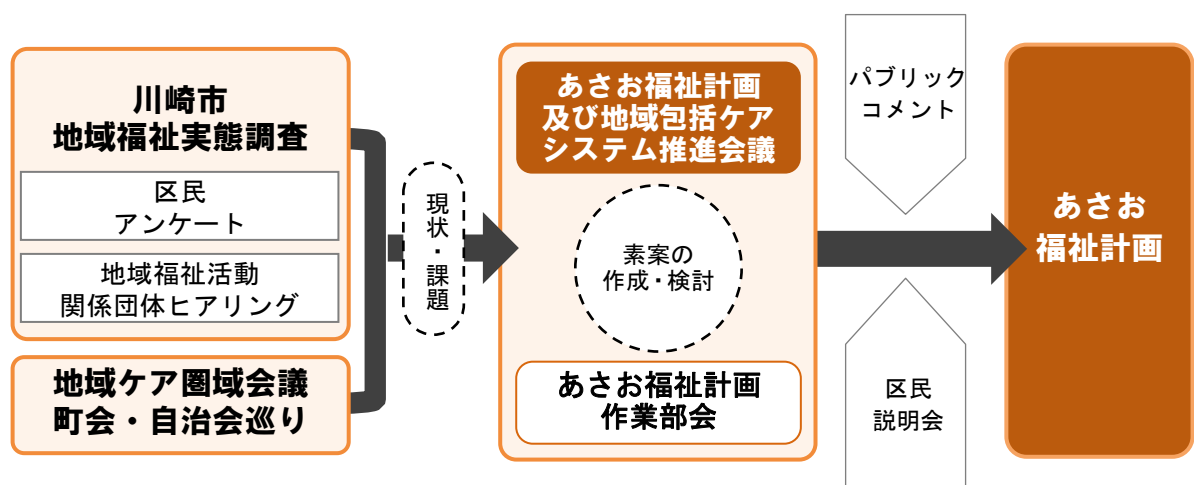 川崎市
地域福祉実態調査
区民
アンケート
地域福祉活動
関係団体ヒアリング
地域ケア圏域会議
町会・自治会巡り
現状・課題
あさお福祉計画
及び地域包括ケア
システム推進会議
素案の
作成・検討
あさお福祉計画
作業部会
パブリック
コメント
区民
説明会
あさお
福祉計画